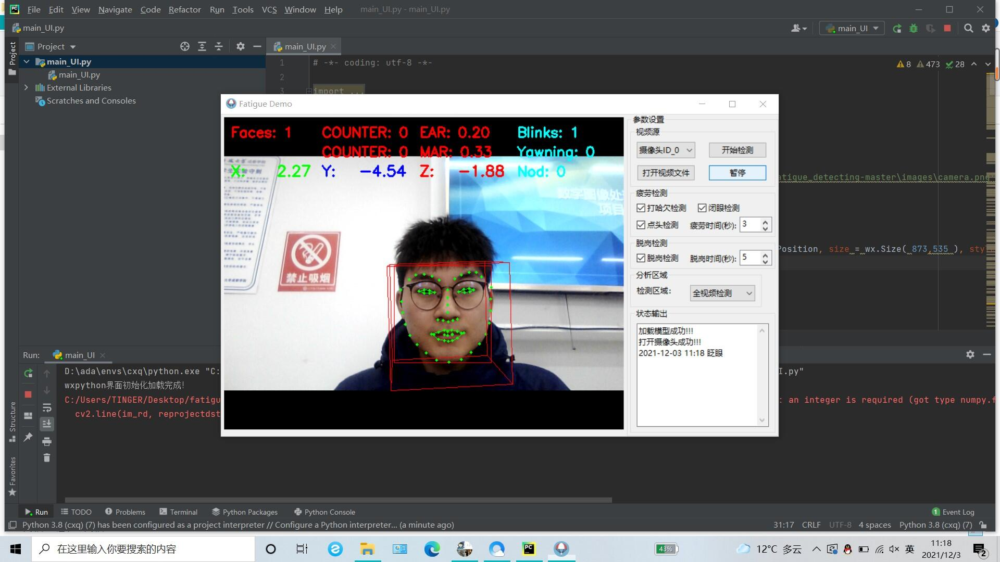 File Edit View Navigate Code Refactor Run Tools VCS Window Help main_UI.py - main_UI.py
main_UI.py
main_UI
Project
main_UI.py
main_UI.py
main_UI.py
External Libraries
Scratches and Consoles
Project
1 # -*- coding: utf-8 -*-
2
3 import ...
8 473 28
atigue_detecting-master\images\camera.png
Position, size = wx.Size( 873,535 ), sty
Fatigue Demo
Faces: 1 COUNTER: 0 EAR: 0.20 Blinks: 1
COUNTER: 0 MAR: 0.33 Yawning: 0
X: 2.27 Y: -4.54 Z: -1.88 Nod: 0
数字图像处
项目
禁止吸烟
参数设置
视频源
摄像头ID_0 开始检测
打开视频文件 暂停
疲劳检测
打哈欠检测 闭眼检测
点头检测 疲劳时间(秒): 3
脱岗检测
脱岗检测 脱岗时间(秒): 5
分析区域
检测区域: 全视频检测
状态输出
加载模型成功!!!
打开摄像头成功!!!
2021-12-03 11:18 眨眼
Run: main_UI
D:\ada\envs\cxq\python.exe "C: I.py"
wxpython界面初始化加载完成!
C:/Users/TINGER/Desktop/fatigu : an integer is required (got type numpy.f
cv2.line(im_rd, reprojectdst
Structure
Favorites
Run TODO Problems Terminal Python Packages Python Console 1 Event Log
Python 3.8 (cxq) (7) has been configured as a project interpreter // Configure a Python interpreter... (a minute ago) 31:17 CRLF UTF-8 4 spaces Python 3.8 (cxq) (7)
在这里输入你要搜索的内容
PC
43%
12°C 多云
英
11:18
2021/12/3
2